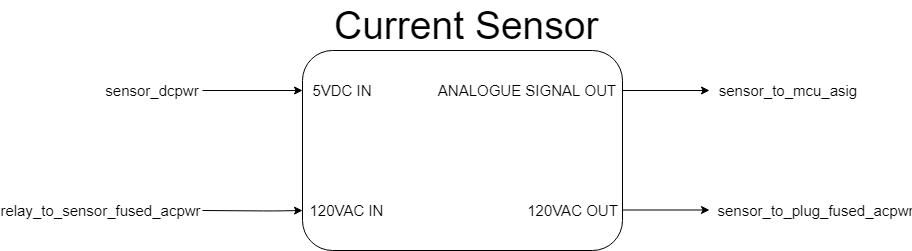 Current Sensor
sensor_dcpwr 5VDC IN ANALOGUE SIGNAL OUT sensor_to_mcu_asig
relay_to_sensor_fused_acpwr 120VAC IN 120VAC OUT sensor_to_plug_fused_acpwr